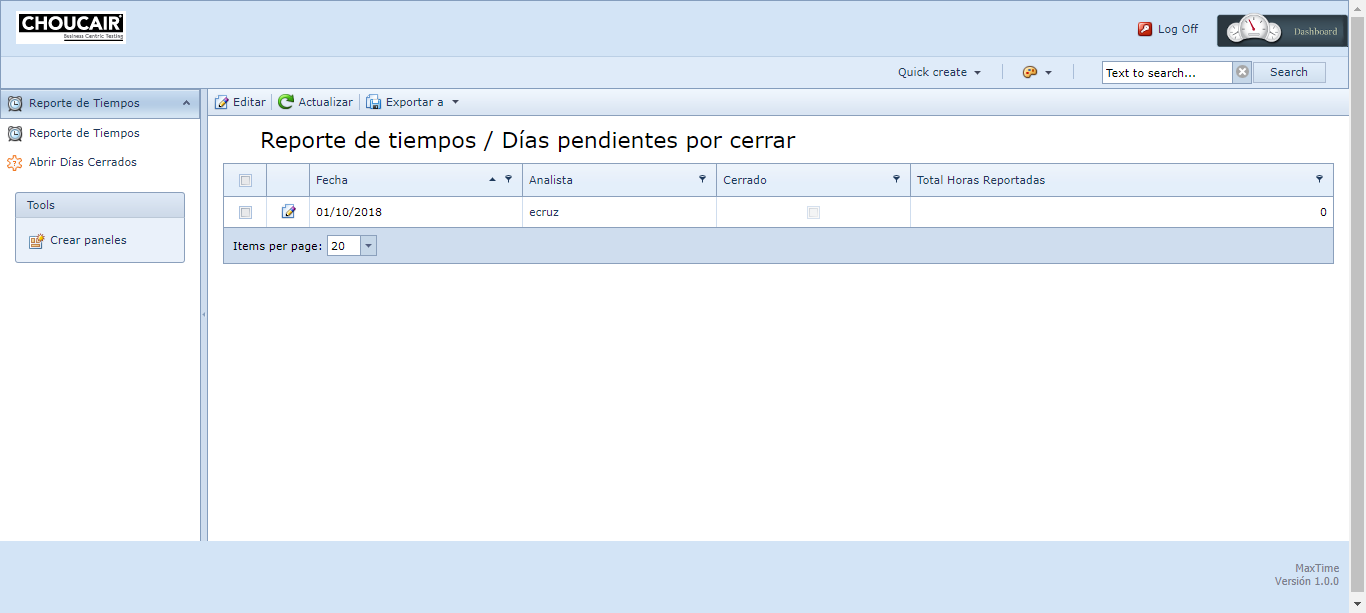 CHOUCAIR
Business Centric Testing
Log Off
Dashboard
Quick create
Text to search...
Search
Reporte de Tiempos
Reporte de Tiempos
Abrir Días Cerrados
Tools
Crear paneles
Editar
Actualizar
Exportar a
Reporte de tiempos / Días pendientes por cerrar
Fecha Analista Cerrado Total Horas Reportadas
01/10/2018 ecruz 0
Items per page: 20
MaxTime
Versión 1.0.0